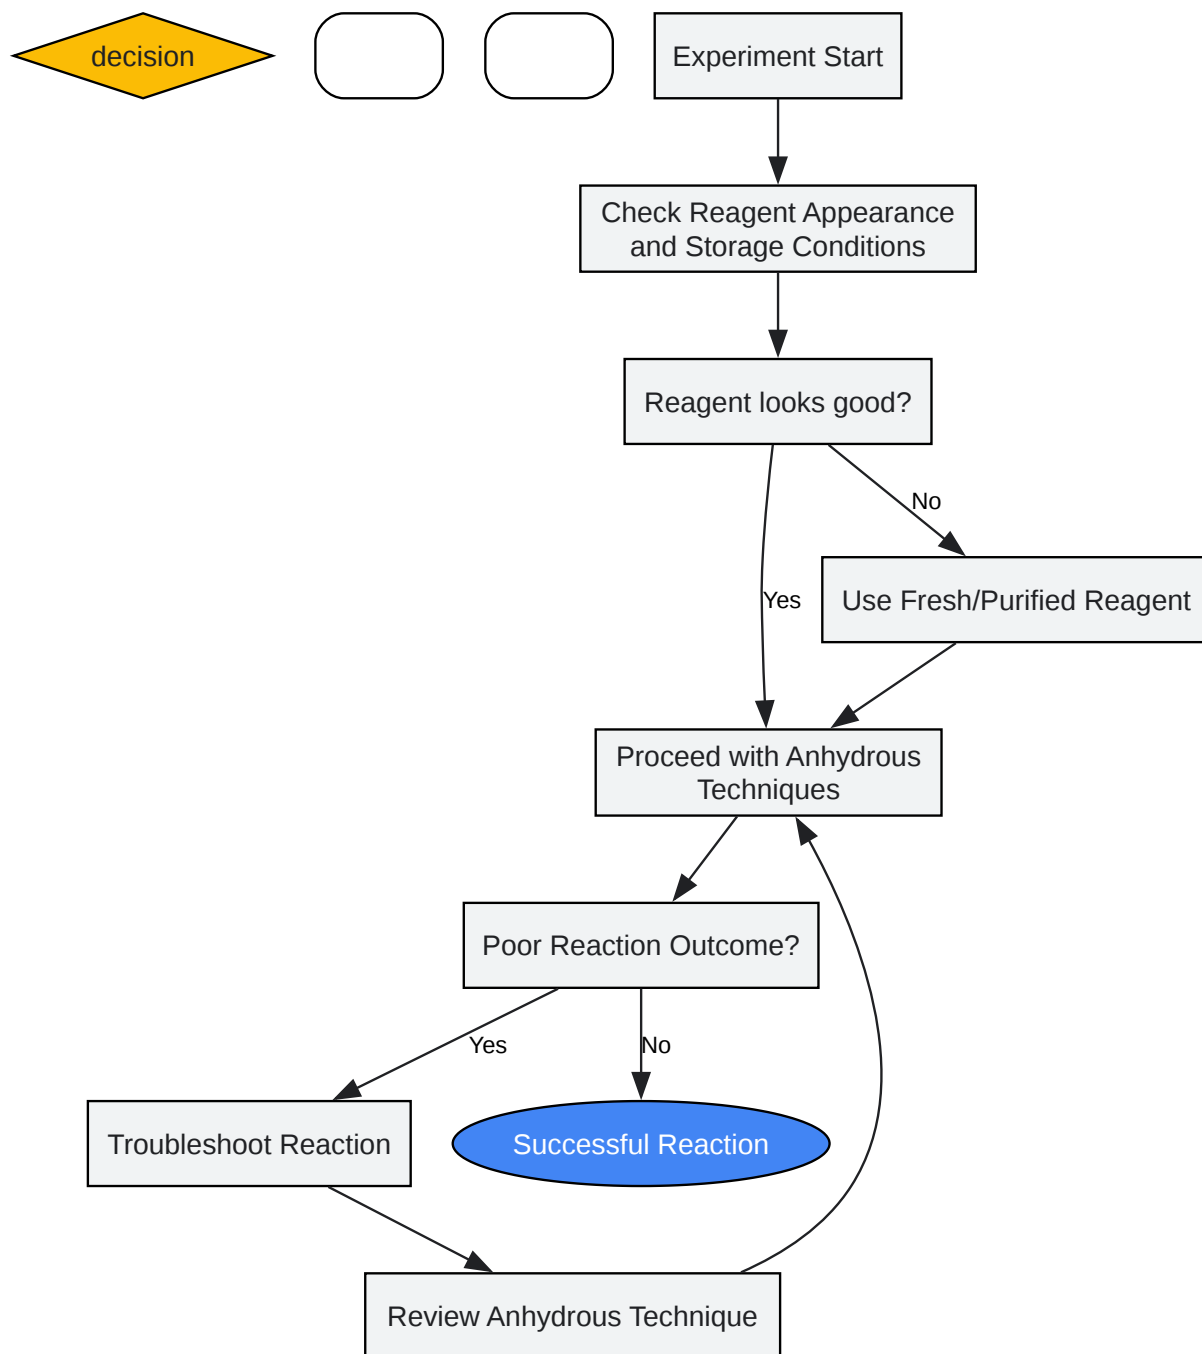 decision
Experiment Start
Check Reagent Appearance
and Storage Conditions
Reagent looks good?
No
Yes
Use Fresh/Purified Reagent
Proceed with Anhydrous
Techniques
Poor Reaction Outcome?
Yes
No
Troubleshoot Reaction
Successful Reaction
Review Anhydrous Technique